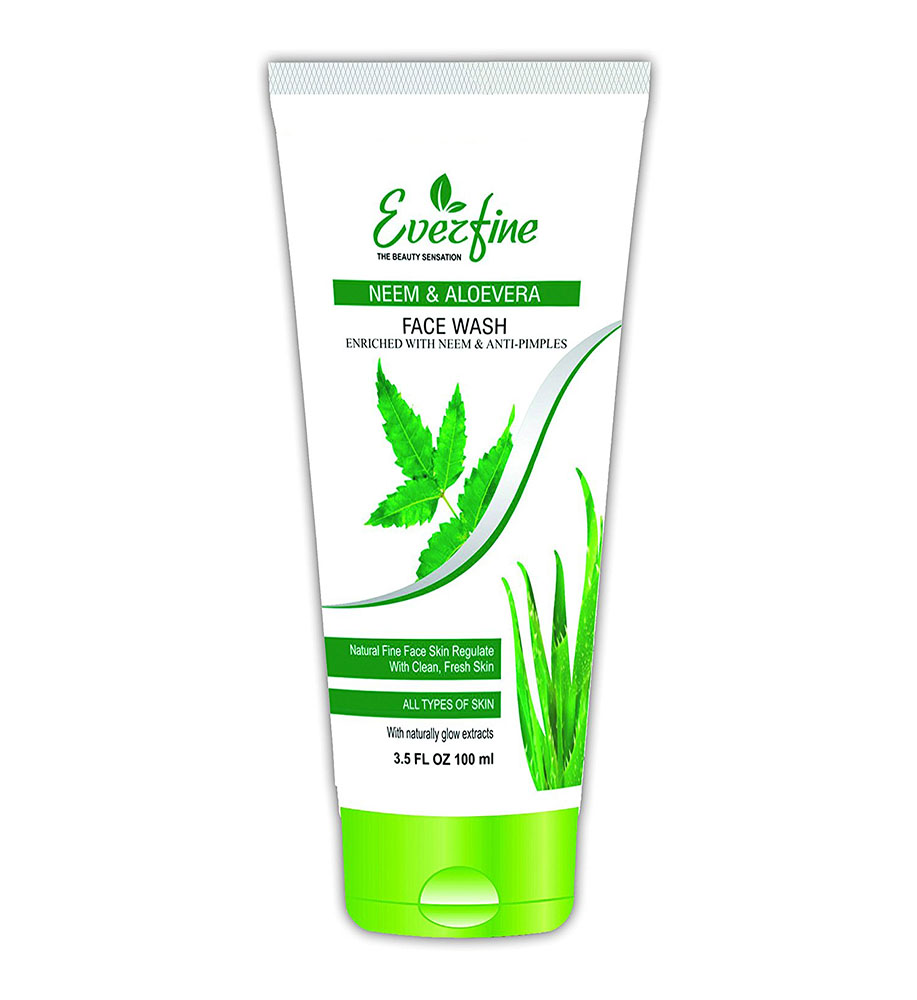 Everfine
THE BEAUTY SENSATION
NEEM & ALOEVERA
FACE WASH
ENRICHED WITH NEEM & ANTI-PIMPLES
Natural Fine Face Skin Regulate
With Clean, Fresh Skin
ALL TYPES OF SKIN
With naturally glow extracts
3.5 FL OZ 100 ml